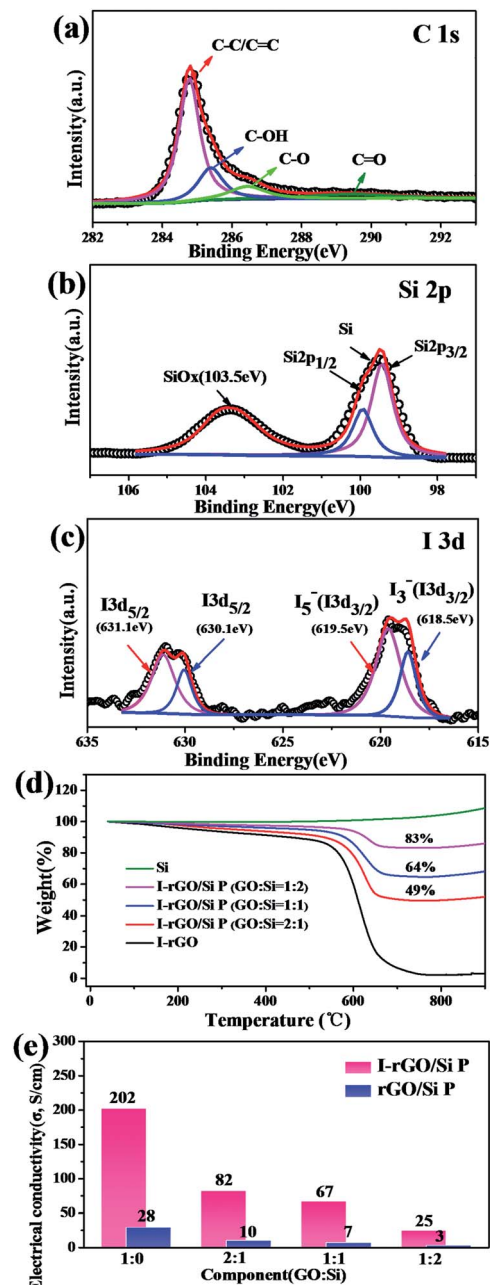 (a)
C 1s
C-C/C=C
C-OH
C-O
C=O
Intensity(a.u.)
282 284 286 288 290 292
Binding Energy(eV)
(b)
Si 2p
Si
Si2p1/2
Si2p3/2
SiOx(103.5eV)
Intensity(a.u.)
106 104 102 100 98
Binding Energy(eV)
(c)
I 3d
I3d5/2
(631.1eV)
I3d5/2
(630.1eV)
I5-(I3d3/2)
(619.5eV)
I3-(I3d3/2)
(618.5eV)
Intensity(a.u.)
635 630 625 620 615
Binding Energy(eV)
(d)
120
100
80
60
40
20
0
Weight(%)
83%
64%
49%
Si
I-rGO/Si P (GO:Si=1:2)
I-rGO/Si P (GO:Si=1:1)
I-rGO/Si P (GO:Si=2:1)
I-rGO
0 200 400 600 800
Temperature (℃)
(e)
Electrical conductivity(σ, S/cm)
300
250
200
150
100
50
0
I-rGO/Si P
rGO/Si P
202
28
82
10
67
7
25
3
1:0 2:1 1:1 1:2
Component(GO:Si)